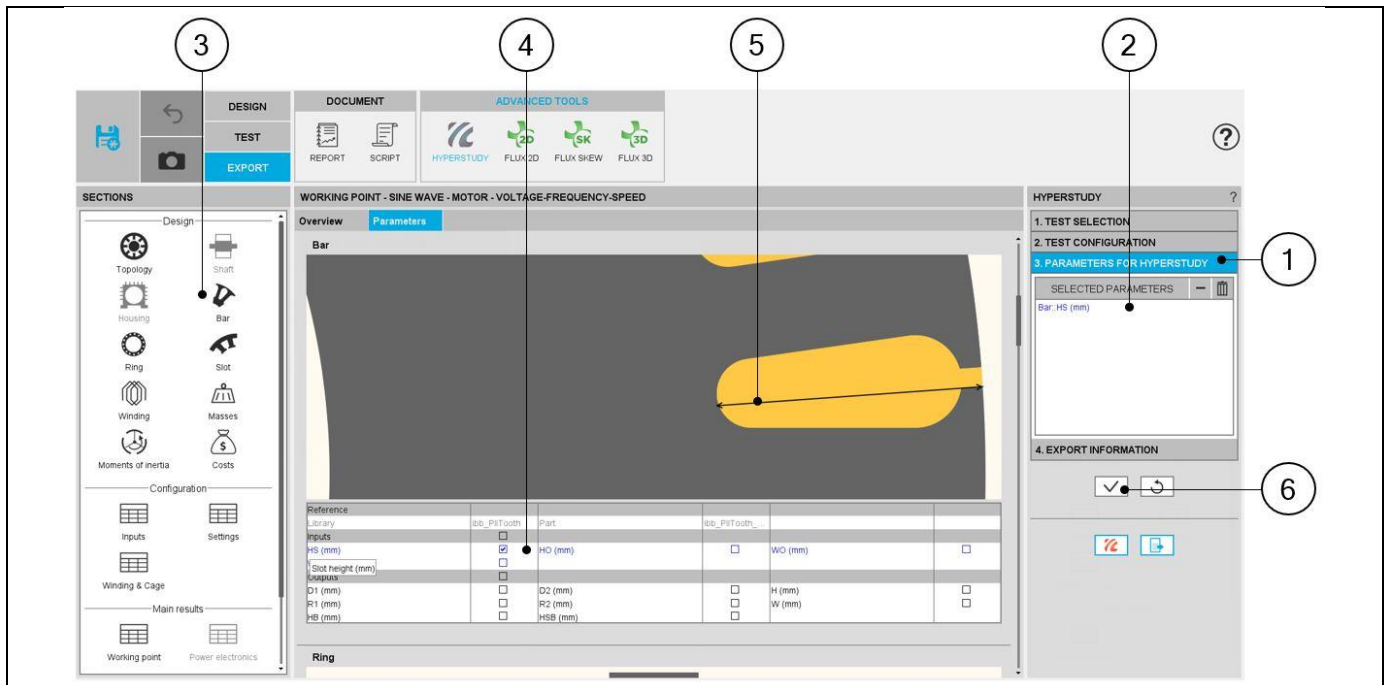 3
4
5
2
DESIGN
TEST
EXPORT
DOCUMENT
REPORT
SCRIPT
ADVANCED TOOLS
HYPERSTUDY
2D
FLUX 2D
SK
FLUX SKEW
3D
FLUX 3D
?
SECTIONS
Design
Topology
Shaft
Housing
Bar
Ring
Slot
Winding
Masses
Moments of inertia
$
Costs
Configuration
Inputs
Settings
Winding & Cage
Main results
Working point
Power electronics
WORKING POINT - SINE WAVE - MOTOR - VOLTAGE-FREQUENCY-SPEED
Overview
Parameters
Bar
Reference
Library
Part
Inputs
HS (mm)
HO (mm)
WO (mm)
Slot height (mm)
Outputs
D1 (mm)
D2 (mm)
H (mm)
R1 (mm)
R2 (mm)
W (mm)
HB (mm)
HSB (mm)
Ring
HYPERSTUDY
?
1. TEST SELECTION
2. TEST CONFIGURATION
3. PARAMETERS FOR HYPERSTUDY
1
SELECTED PARAMETERS
Bar::HS (mm)
4. EXPORT INFORMATION
6